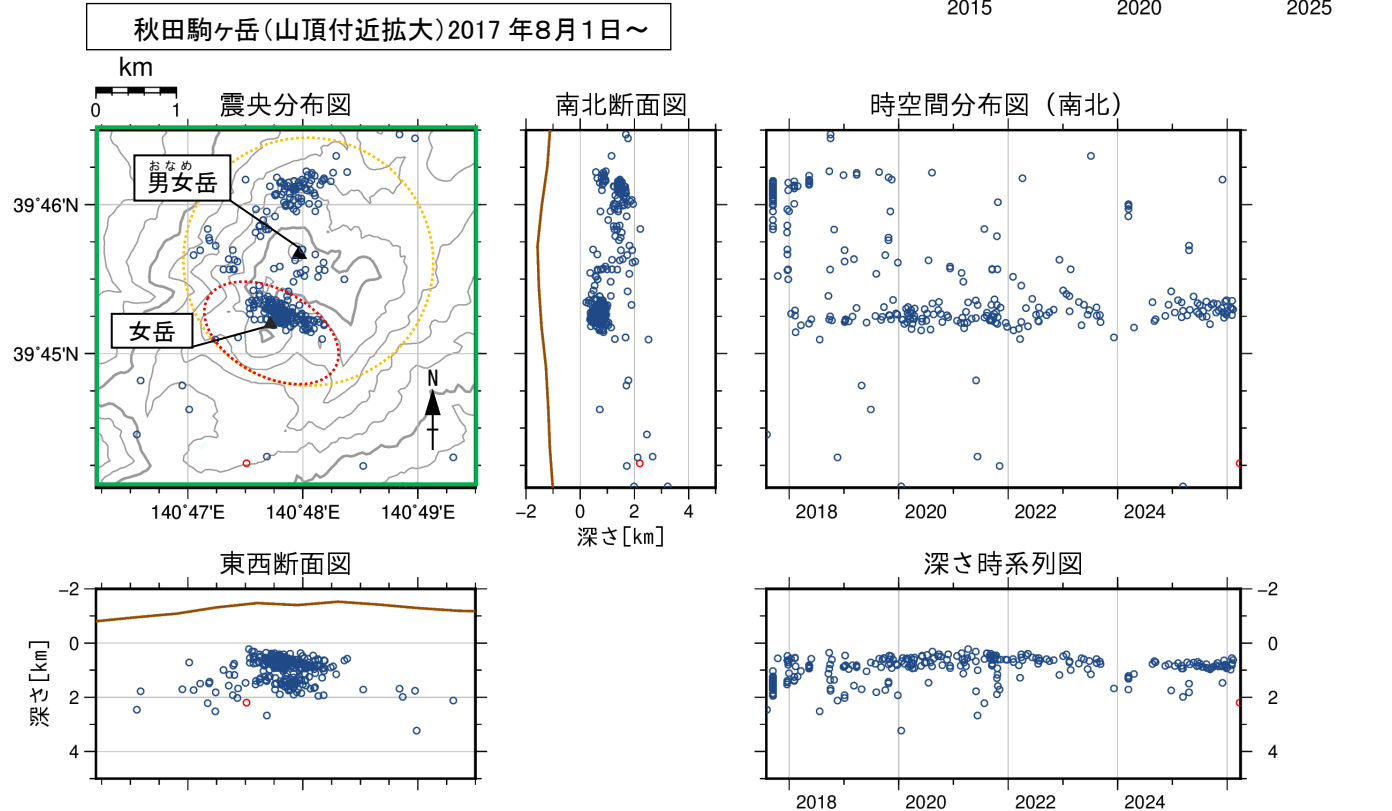 2015 2020 2025
秋田駒ヶ岳（山頂付近拡大）2017 年８月１日～
km
0 1
震央分布図
南北断面図
時空間分布図（南北）
おなめ
男女岳
女岳
N
39˚46'N
39˚45'N
140˚47'E 140˚48'E 140˚49'E
−2 0 2 4
深さ[km]
2018 2020 2022 2024
東西断面図
深さ時系列図
−2
0
2
4
深さ[km]
−2
0
2
4
2018 2020 2022 2024